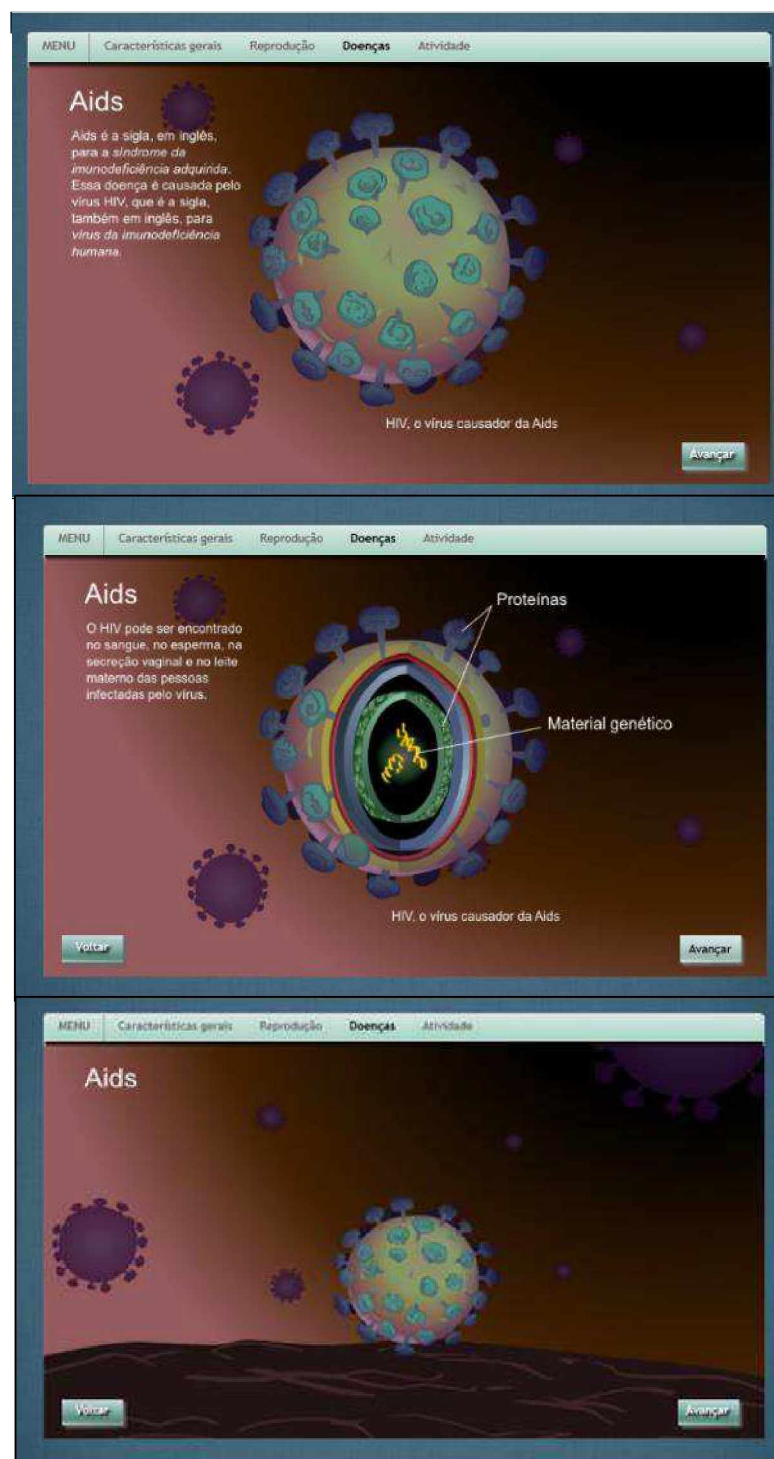 MENU Características gerais Reprodução Doenças Atividade
Aids
Aids é a sigla, em inglês,
para a síndrome da
imunodeficiência adquirida.
Essa doença é causada pelo
vírus HIV, que é a sigla,
também em inglês, para
vírus da imunodeficiência
humana.
HIV, o vírus causador da Aids
Avançar
MENU Características gerais Reprodução Doenças Atividade
Aids
O HIV pode ser encontrado
no sangue, no esperma, na
secreção vaginal e no leite
materno das pessoas
infectadas pelo vírus.
Proteínas
Material genético
HIV, o vírus causador da Aids
Voltar
Avançar
MENU Características gerais Reprodução Doenças Atividade
Aids
Voltar
Avançar